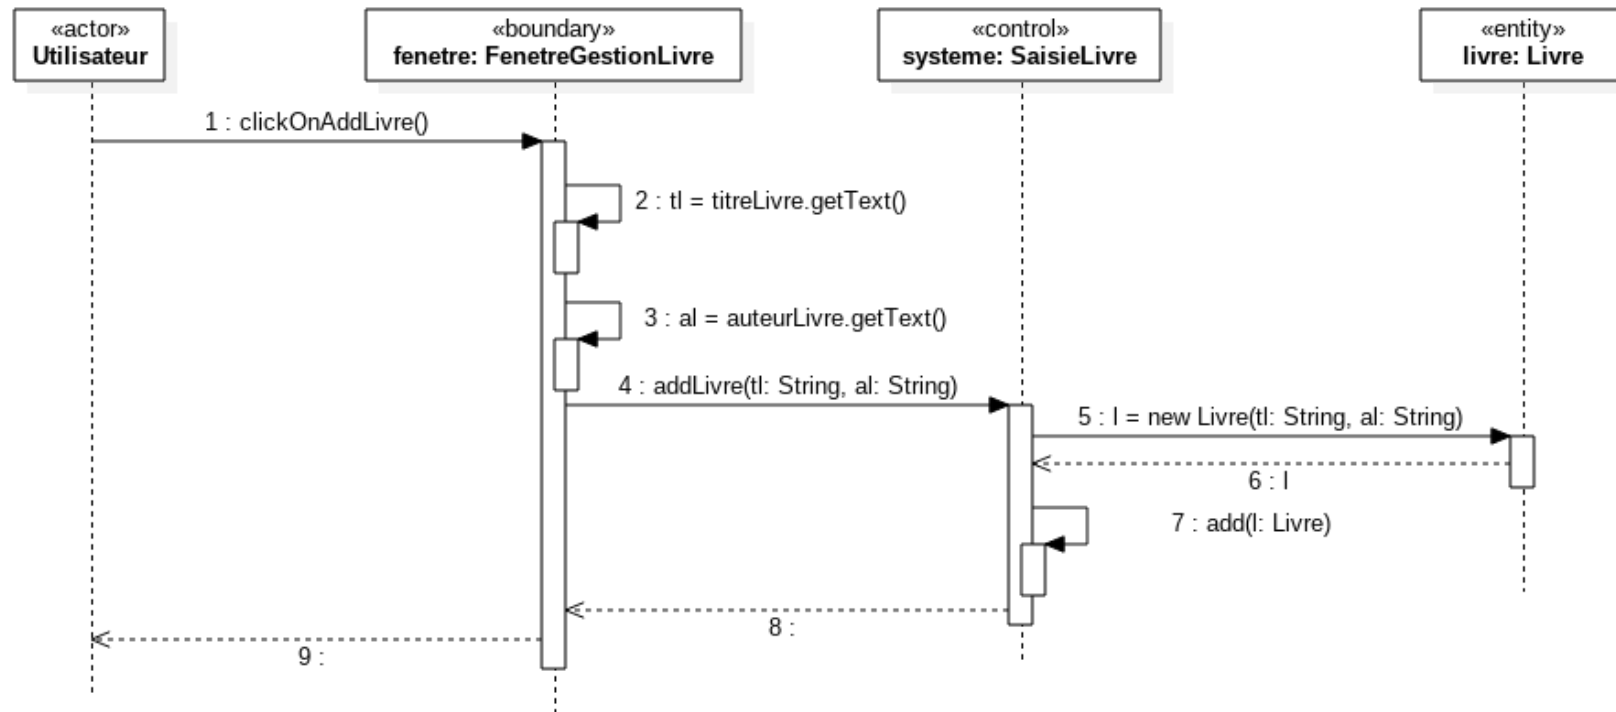 «actor»
Utilisateur
«boundary»
fenetre: FenetreGestionLivre
«control»
systeme: SaisieLivre
«entity»
livre: Livre
1 : clickOnAddLivre()
2 : tl = titreLivre.getText()
3 : al = auteurLivre.getText()
4 : addLivre(tl: String, al: String)
5 : l = new Livre(tl: String, al: String)
6 : l
7 : add(l: Livre)
8 :
9 :